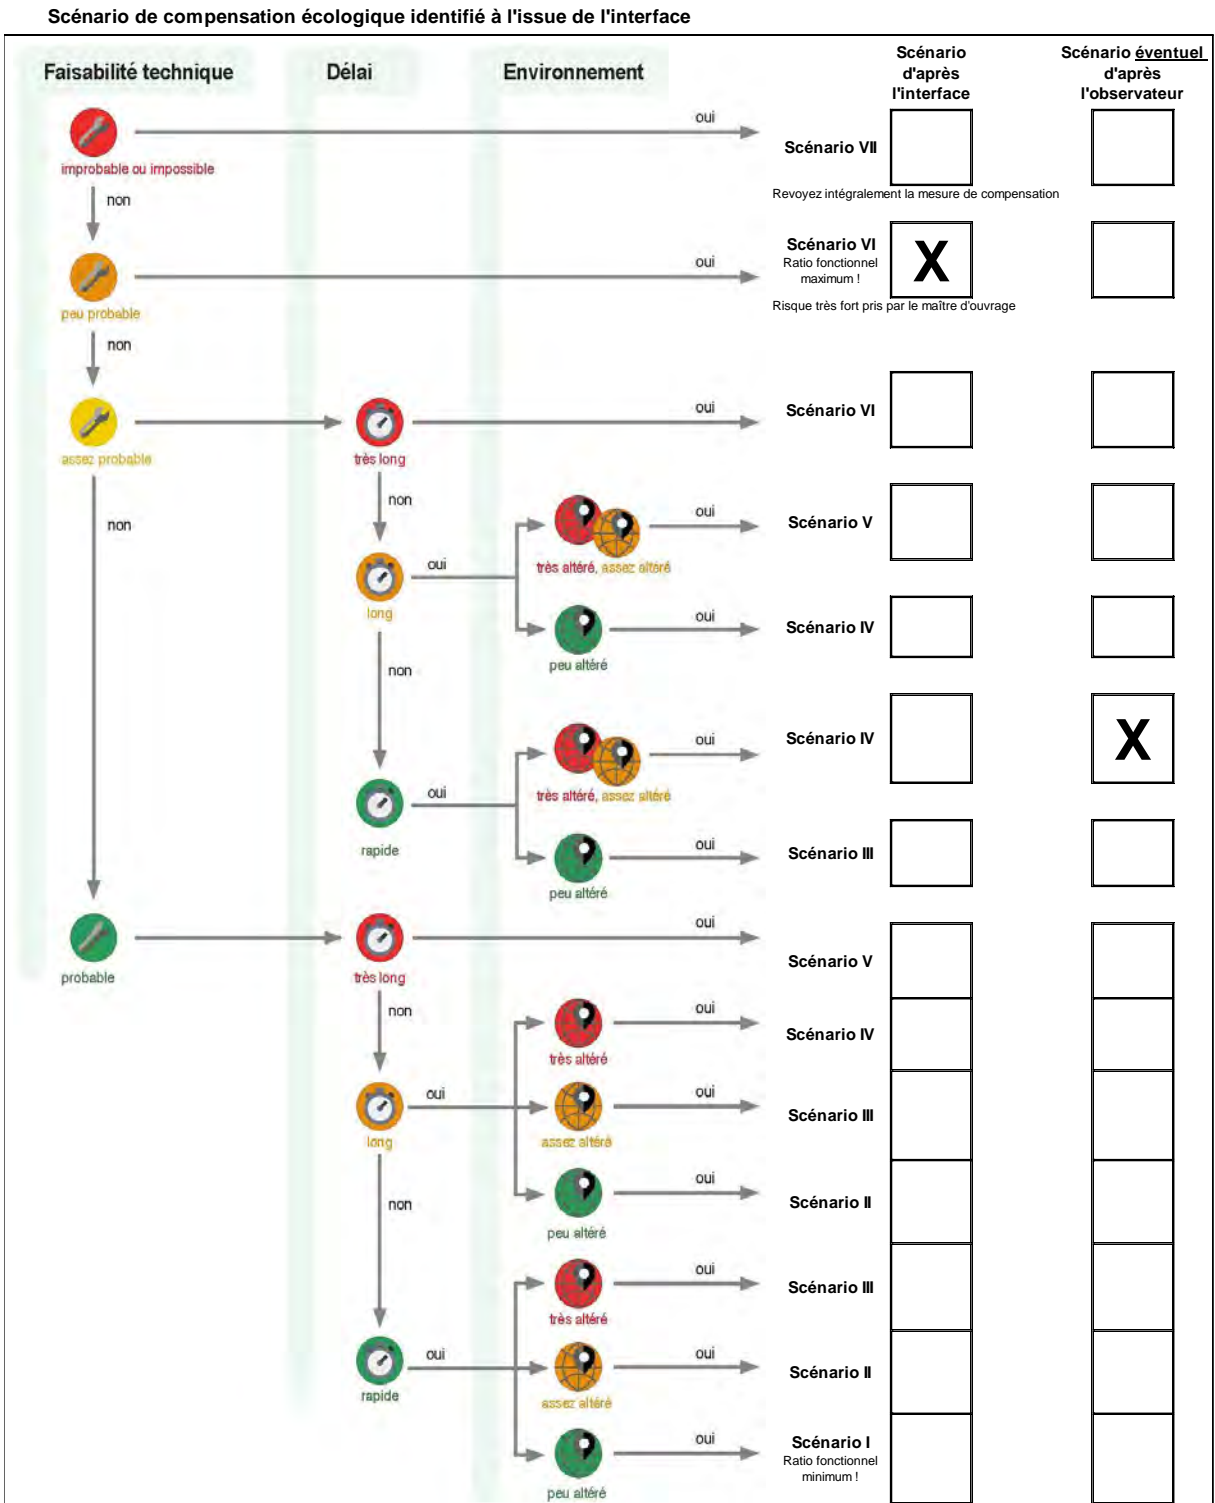 Scénario de compensation écologique identifié à l'issue de l'interface
Faisabilité technique
Délai
Environnement
Scénario
d'après
l'interface
Scénario éventuel
d'après
l'observateur
oui
Scénario VII
improbable ou impossible
Revoyez intégralement la mesure de compensation
non
oui
Scénario VI
Ratio fonctionnel
maximum !
X
peu probable
Risque très fort pris par le maître d'ouvrage
non
oui
Scénario VI
assez probable
très long
non
non
oui
Scénario V
oui
très altéré, assez altéré
long
oui
Scénario IV
peu altéré
non
oui
Scénario IV
X
oui
très altéré, assez altéré
rapide
oui
Scénario III
peu altéré
oui
Scénario V
probable
très long
non
oui
Scénario IV
très altéré
oui
oui
Scénario III
long
assez altéré
oui
Scénario II
non
peu altéré
oui
Scénario III
très altéré
oui
oui
Scénario II
rapide
assez altéré
oui
Scénario I
Ratio fonctionnel
minimum !
peu altéré